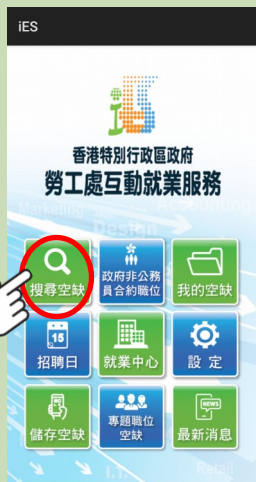 iES
香港特別行政區政府
勞工處互動就業服務
Marketing
Accounting
Design
搜尋空缺
政府非公務
員合約職位
我的空缺
15
招聘日
就業中心
設 定
儲存空缺
專題職位
空缺
NEWS
最新消息
I.T.
Retail